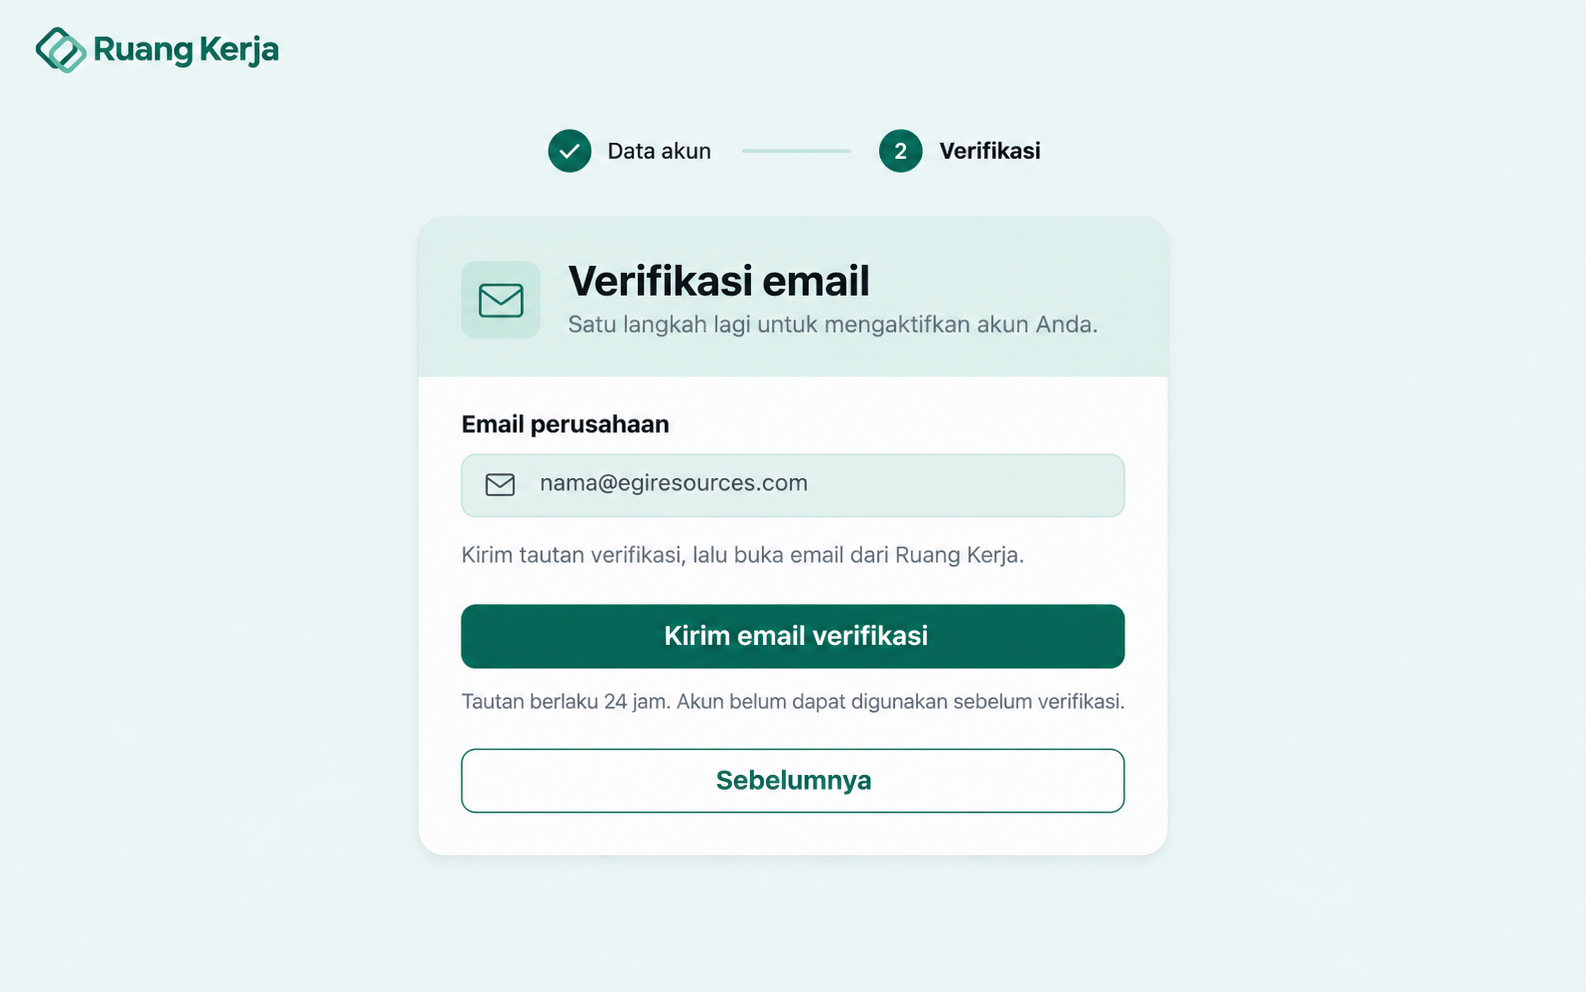 Ruang Kerja
Data akun
2
Verifikasi
Verifikasi email
Satu langkah lagi untuk mengaktifkan akun Anda.
Email perusahaan
nama@egiresources.com
Kirim tautan verifikasi, lalu buka email dari Ruang Kerja.
Kirim email verifikasi
Tautan berlaku 24 jam. Akun belum dapat digunakan sebelum verifikasi.
Sebelumnya